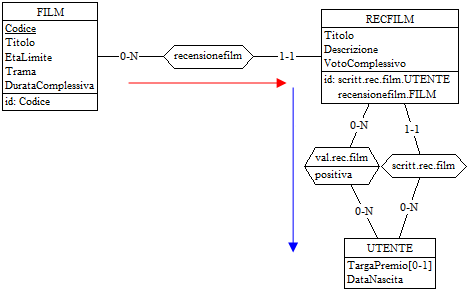 FILM
Codice
Titolo
EtaLimite
Trama
DurataComplessiva
id: Codice
0-N
recensionefilm
1-1
RECFILM
Titolo
Descrizione
VotoComplessivo
id: scritt.rec.film.UTENTE
recensionefilm.FILM
0-N
1-1
val.rec.film
positiva
scritt.rec.film
0-N
0-N
UTENTE
TargaPremio[0-1]
DataNascita